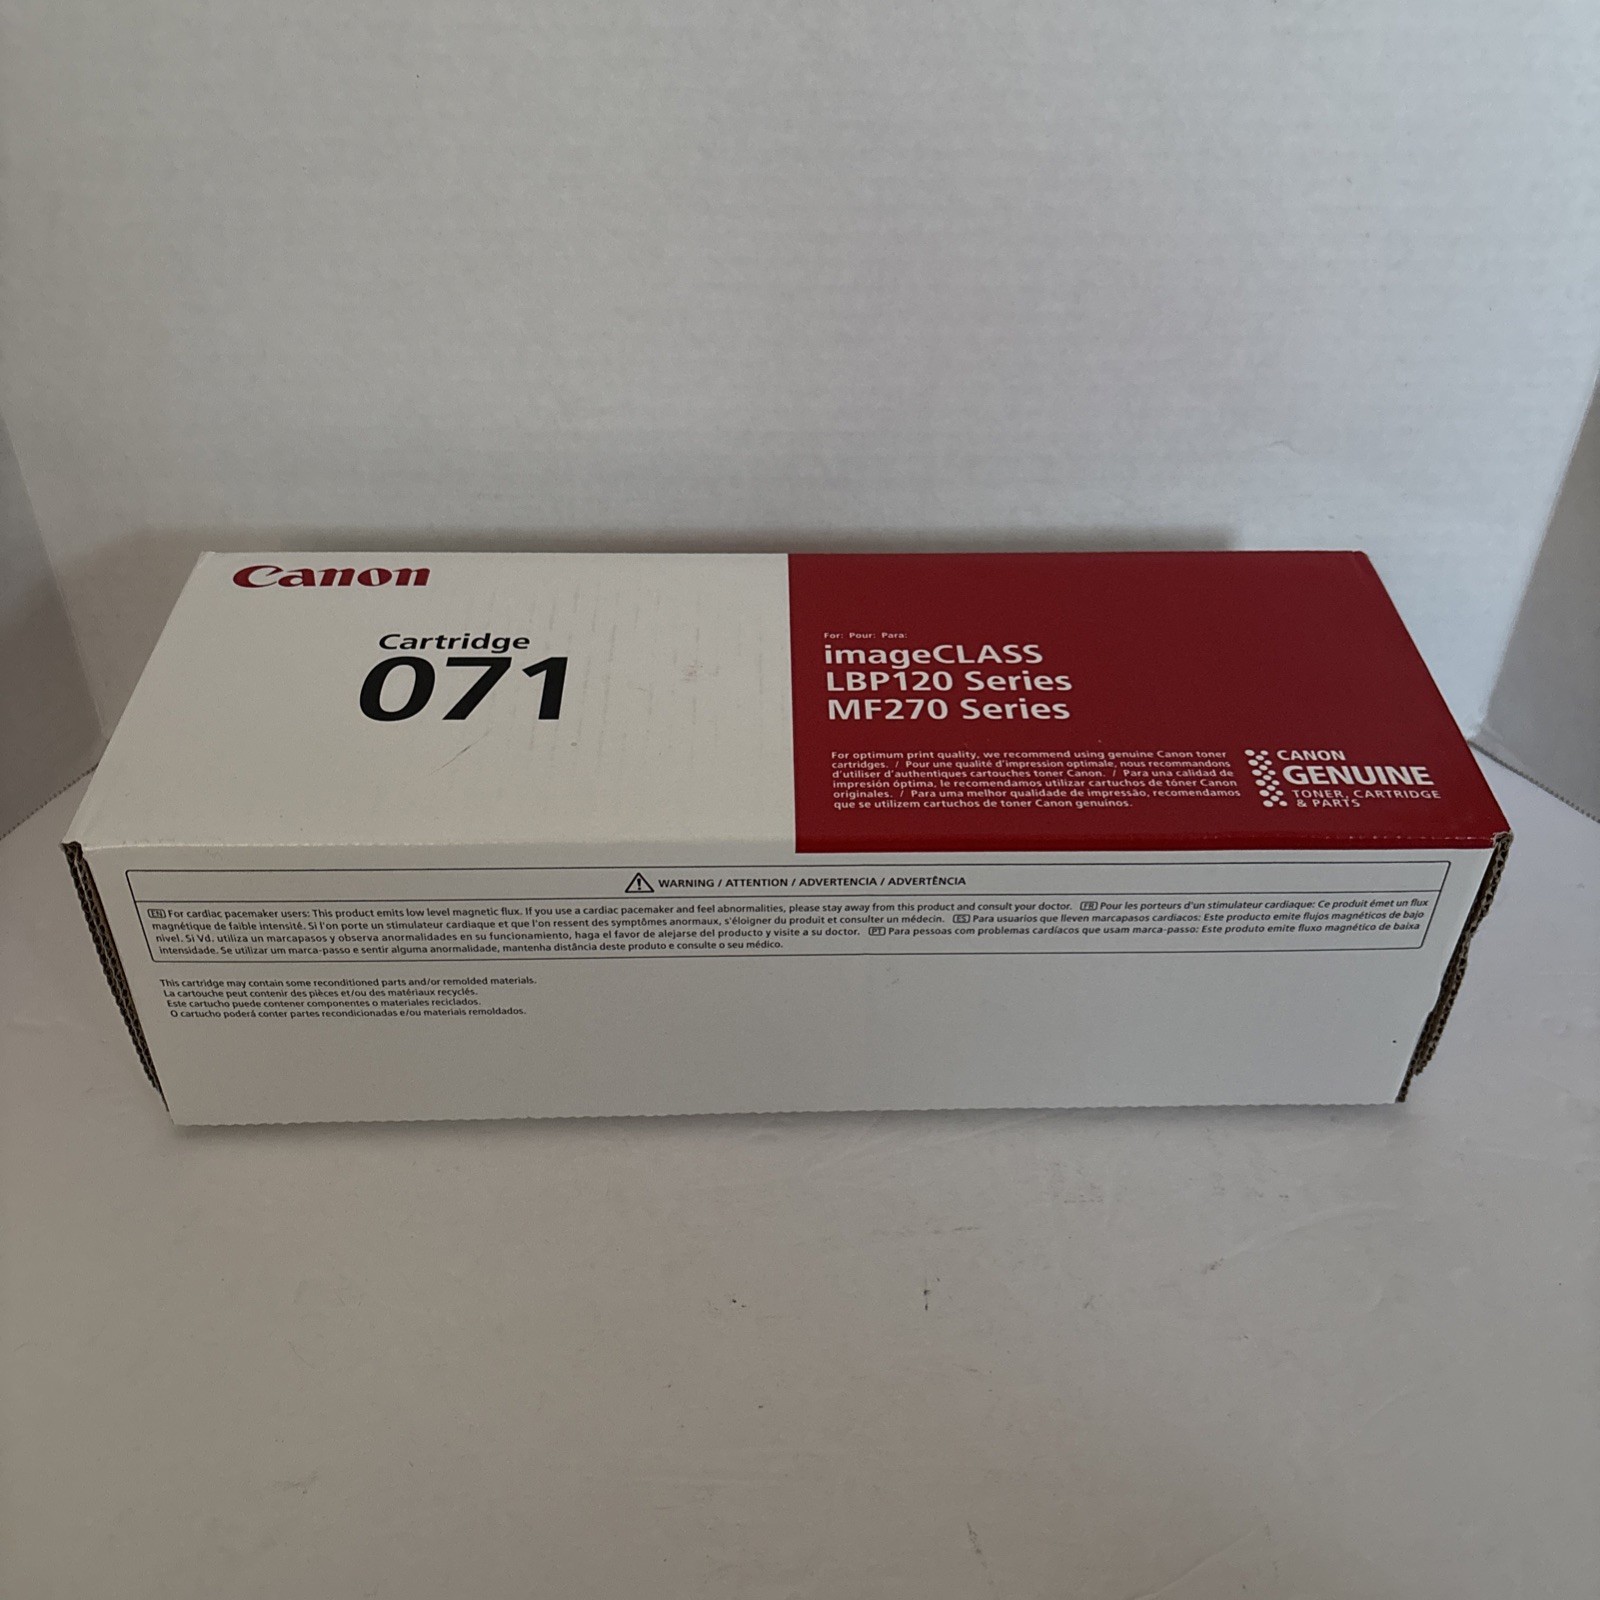 Canon
Cartridge
071
For: Pour: Para:
imageCLASS
LBP120 Series
MF270 Series
For optimum print quality, we recommend using genuine Canon toner
cartridges. / Pour une qualité d'impression optimale, nous recommandons
d'utiliser d'authentiques cartouches toner Canon. / Para una calidad de
impresión óptima, le recomendamos utilizar cartuchos de tóner Canon
originales. / Para uma melhor qualidade de impressão, recomendamos
que se utilizem cartuchos de toner Canon genuinos.
CANON
GENUINE
TONER, CARTRIDGE
& PARTS
WARNING / ATTENTION / ADVERTENCIA / ADVERTÊNCIA
EN For cardiac pacemaker users: This product emits low level magnetic flux. If you use a cardiac pacemaker and feel abnormalities, please stay away from this product and consult your doctor. FR Pour les porteurs d'un stimulateur cardiaque: Ce produit émet un flux
magnétique de faible intensité. Si l'on porte un stimulateur cardiaque et que l'on ressent des symptômes anormaux, s'éloigner du produit et consulter un médecin. ES Para usuarios que lleven marcapasos cardiacos: Este producto emite flujos magnéticos de bajo
nivel. Si Vd. utiliza un marcapasos y observa anormalidades en su funcionamiento, haga el favor de alejarse del producto y visite a su doctor. PT Para pessoas com problemas cardíacos que usam marca-passo: Este produto emite fluxo magnético de baixa
intensidade. Se utilizar um marca-passo e sentir alguma anormalidade, mantenha distância deste produto e consulte o seu médico.
This cartridge may contain some reconditioned parts and/or remolded materials.
La cartouche peut contenir des pièces et/ou des matériaux recyclés.
Este cartucho puede contener componentes o materiales reciclados.
O cartucho poderá conter partes recondicionadas e/ou materiais remoldados.